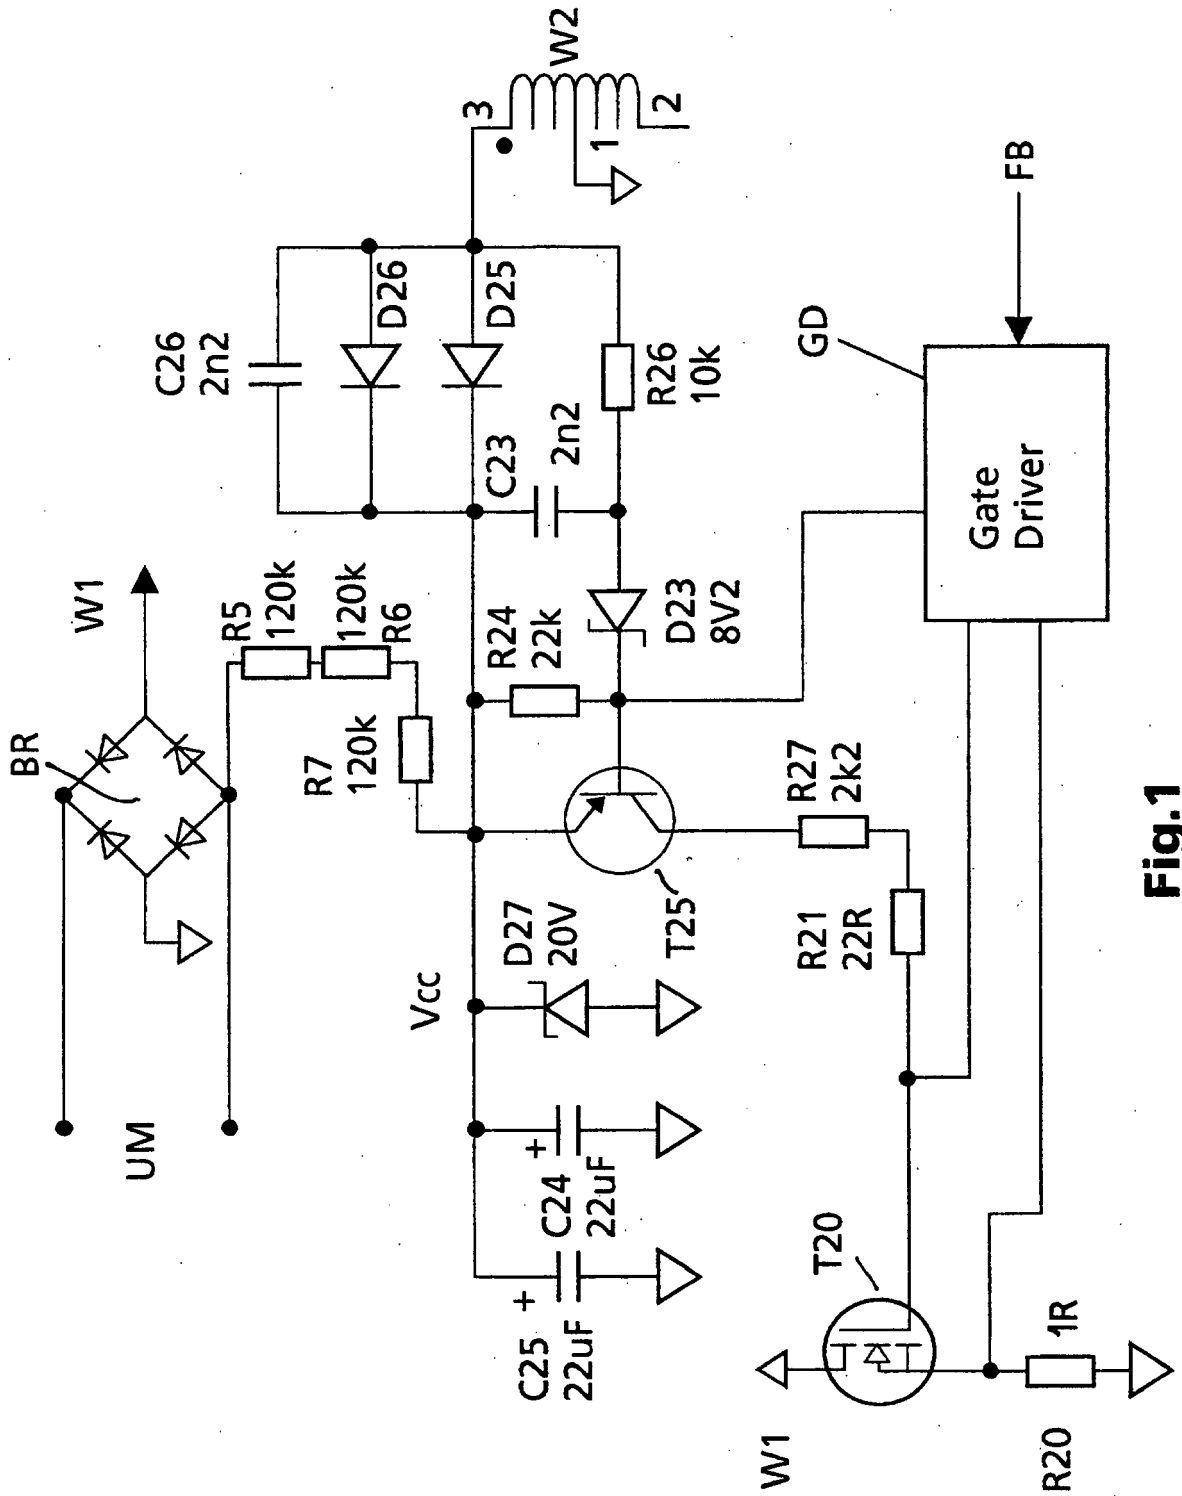 W2
3
1
2
C26
2n2
D26
D25
R26
10k
C23
2n2
GD
FB
Gate
Driver
W1
R5
120k
120k
R6
R7
120k
BR
UM
R24
22k
D23
8V2
R27
2k2
T25
R21
22R
Vcc
D27
20V
+
C24
22uF
+
C25
22uF
T20
W1
1R
R20
Fig.1